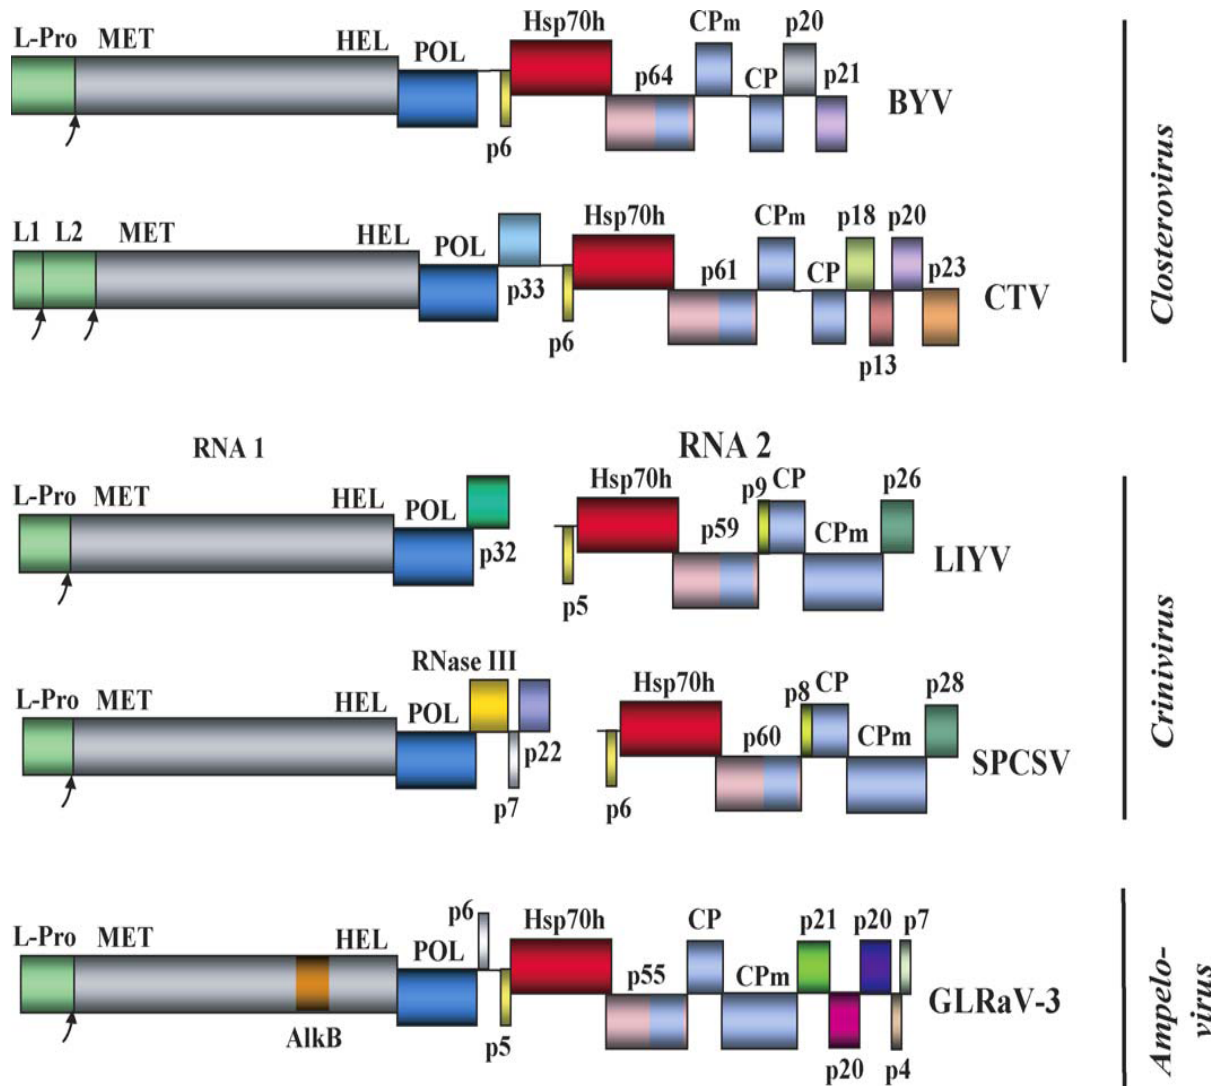 Hsp70h CPm p20
L-Pro MET HEL POL p64 CP p21
BYV
p6
Hsp70h CPm p18 p20
L1 L2 MET HEL POL p61 CP p23
p33 CTV
p6 p13
Closterovirus
RNA 1 RNA 2
Hsp70h p9 CP p26
L-Pro MET HEL POL p59 CPm
p32 LIYV
p5
RNase III Hsp70h p8 CP p28
L-Pro MET HEL POL p60 CPm
p22 SPCSV
p7 p6
Crinivirus
p6 Hsp70h CP p21 p20 p7
L-Pro MET HEL POL p55 CPm
GLRaV-3
AlkB p5 p20 p4
Ampelo-
virus